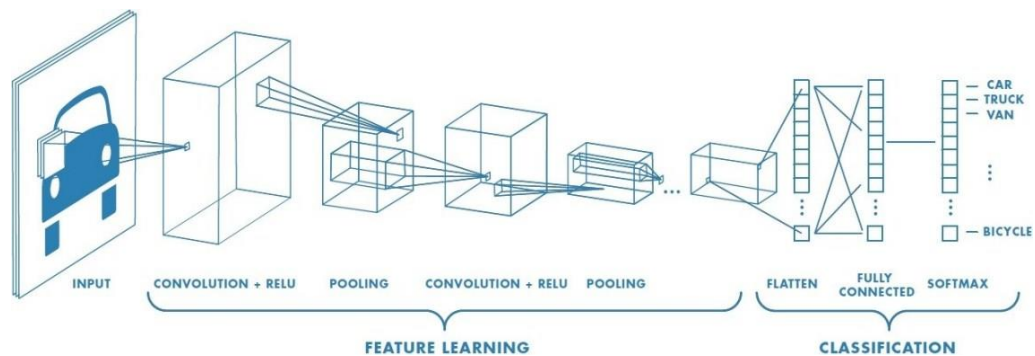 CAR
TRUCK
VAN
BICYCLE
INPUT
CONVOLUTION + RELU
POOLING
CONVOLUTION + RELU
POOLING
FLATTEN
FULLY
CONNECTED
SOFTMAX
FEATURE LEARNING
CLASSIFICATION